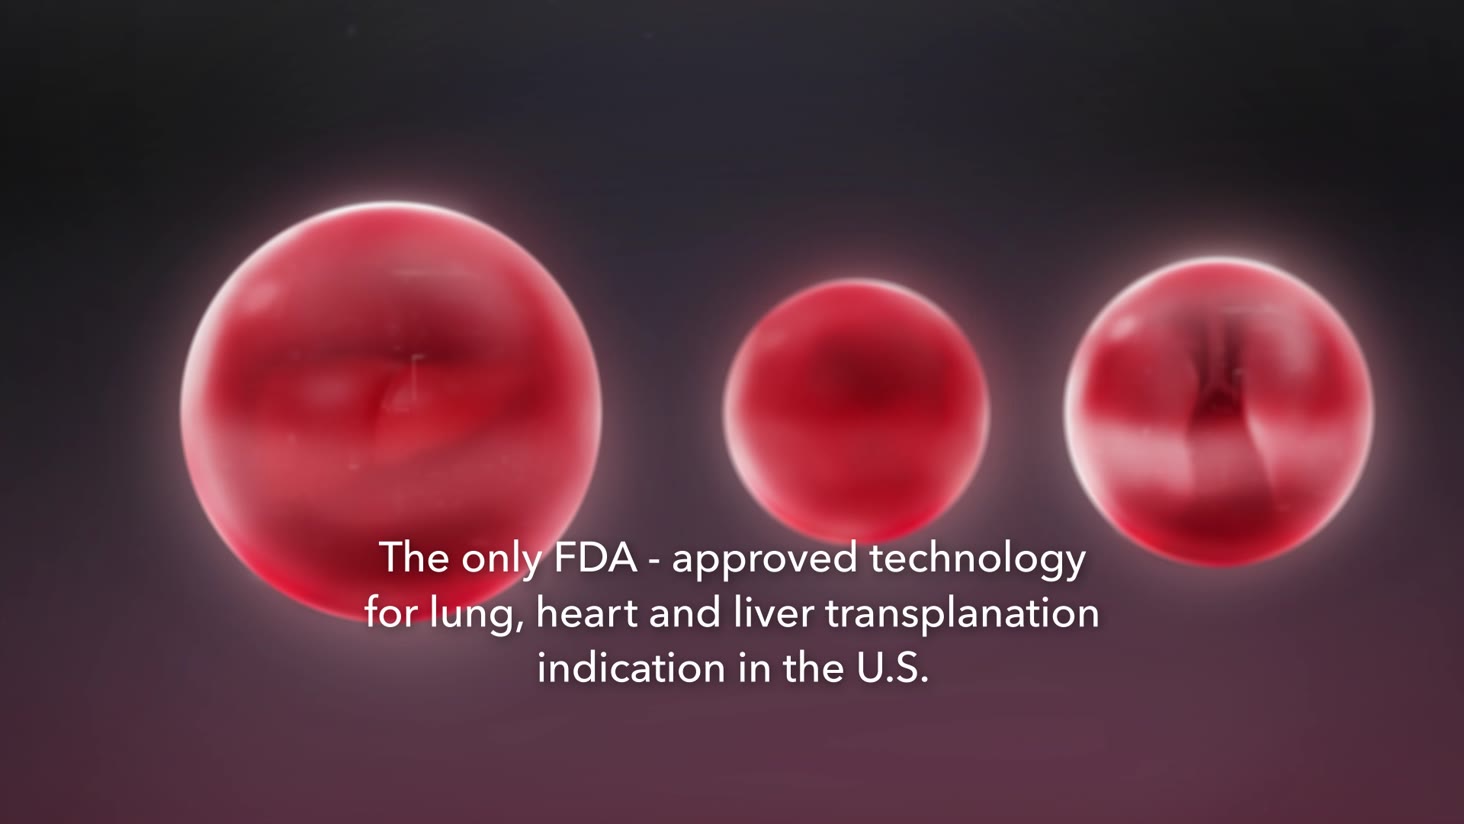 The only FDA - approved technology
for lung, heart and liver transplanation
indication in the U.S.